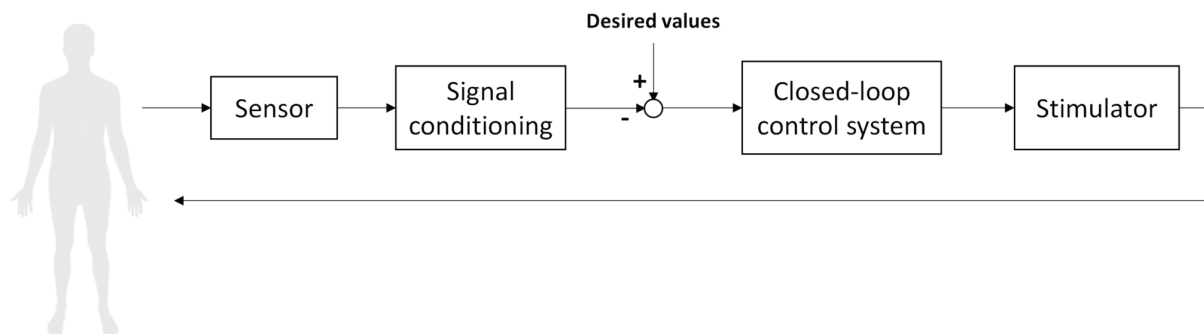 Desired values
Sensor
Signal
conditioning
+
-
Closed-loop
control system
Stimulator